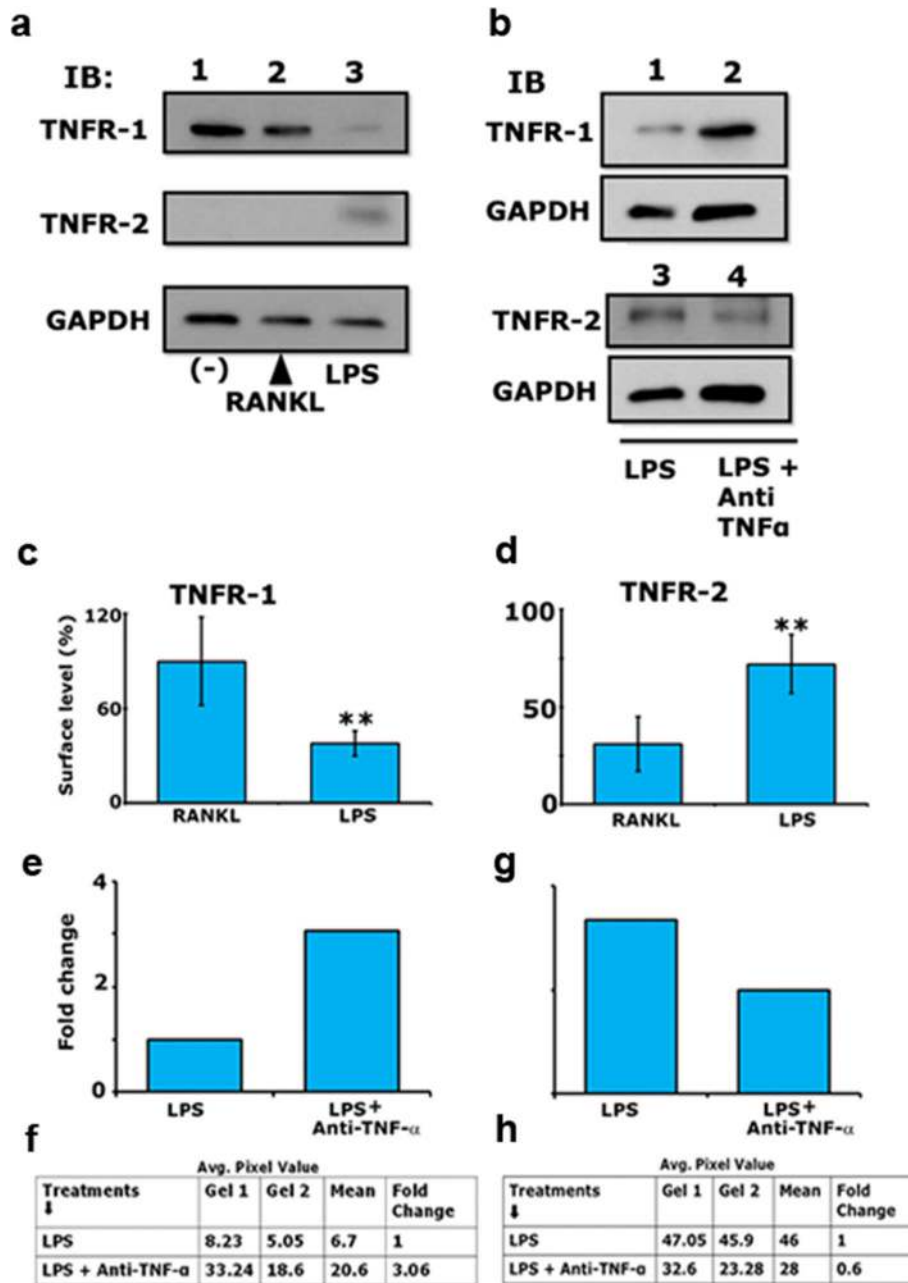 a
IB: 1 2 3
TNFR-1
TNFR-2
GAPDH
(-) LPS
RANKL
b
IB 1 2
TNFR-1
GAPDH
3 4
TNFR-2
GAPDH
LPS LPS +
Anti
TNFα
c
TNFR-1
Surface level (%)
120
60
0
RANKL LPS
**
d
TNFR-2
100
50
0
RANKL LPS
**
e
Fold change
4
2
0
LPS LPS+
Anti-TNF-α
g
LPS LPS+
Anti-TNF-α
f
Avg. Pixel Value
Treatments ↓ Gel 1 Gel 2 Mean Fold Change
LPS 8.23 5.05 6.7 1
LPS + Anti-TNF-α 33.24 18.6 20.6 3.06
h
Avg. Pixel Value
Treatments ↓ Gel 1 Gel 2 Mean Fold Change
LPS 47.05 45.9 46 1
LPS + Anti-TNF-α 32.6 23.28 28 0.6